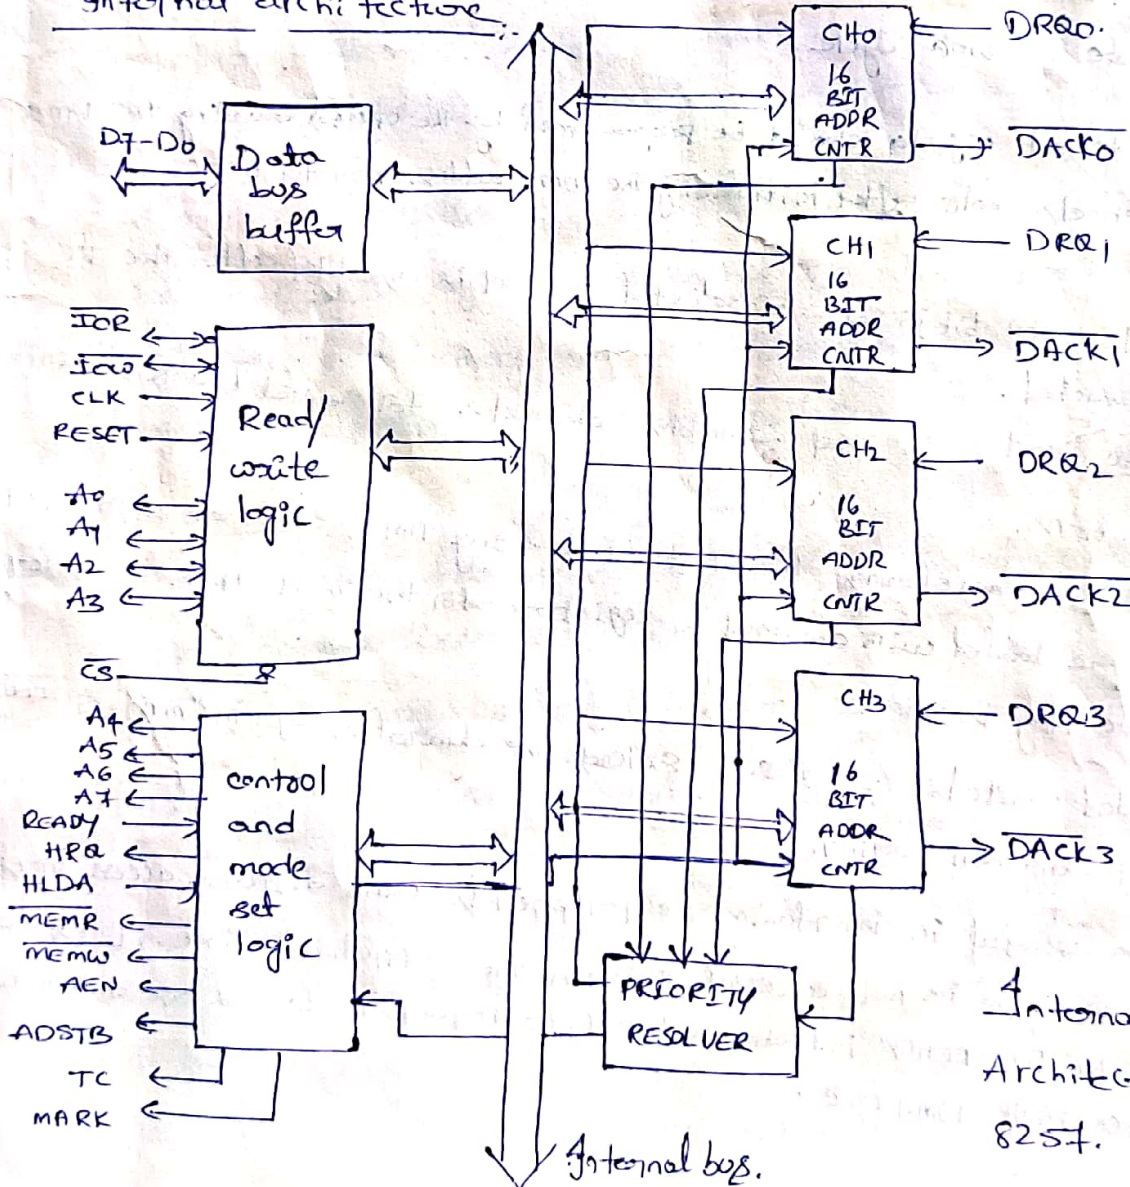 Internal architecture:-
D7-D0
Data
bus
buffer
IOR
IOW
CLK
RESET
A0
A1
A2
A3
CS
Read/
write
logic
A4
A5
A6
A7
READY
HRQ
HLDA
MEMR
MEMW
AEN
ADSTB
TC
MARK
control
and
mode
set
logic
CH0
16
BIT
ADDR
CNTR
DRQ0.
DACK0
CH1
16
BIT
ADDR
CNTR
DRQ1
DACK1
CH2
16
BIT
ADDR
CNTR
DRQ2
DACK2
CH3
16
BIT
ADDR
CNTR
DRQ3
DACK3
PRIORITY
RESOLVER
Internal bus.
Interna
Architec
8257.